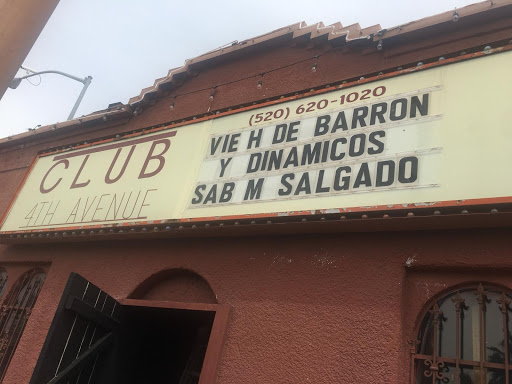 CLUB
4TH AVENUE
(520) 620-1020
VIE H DE BARRON
Y DINAMICOS
SAB M SALGADO